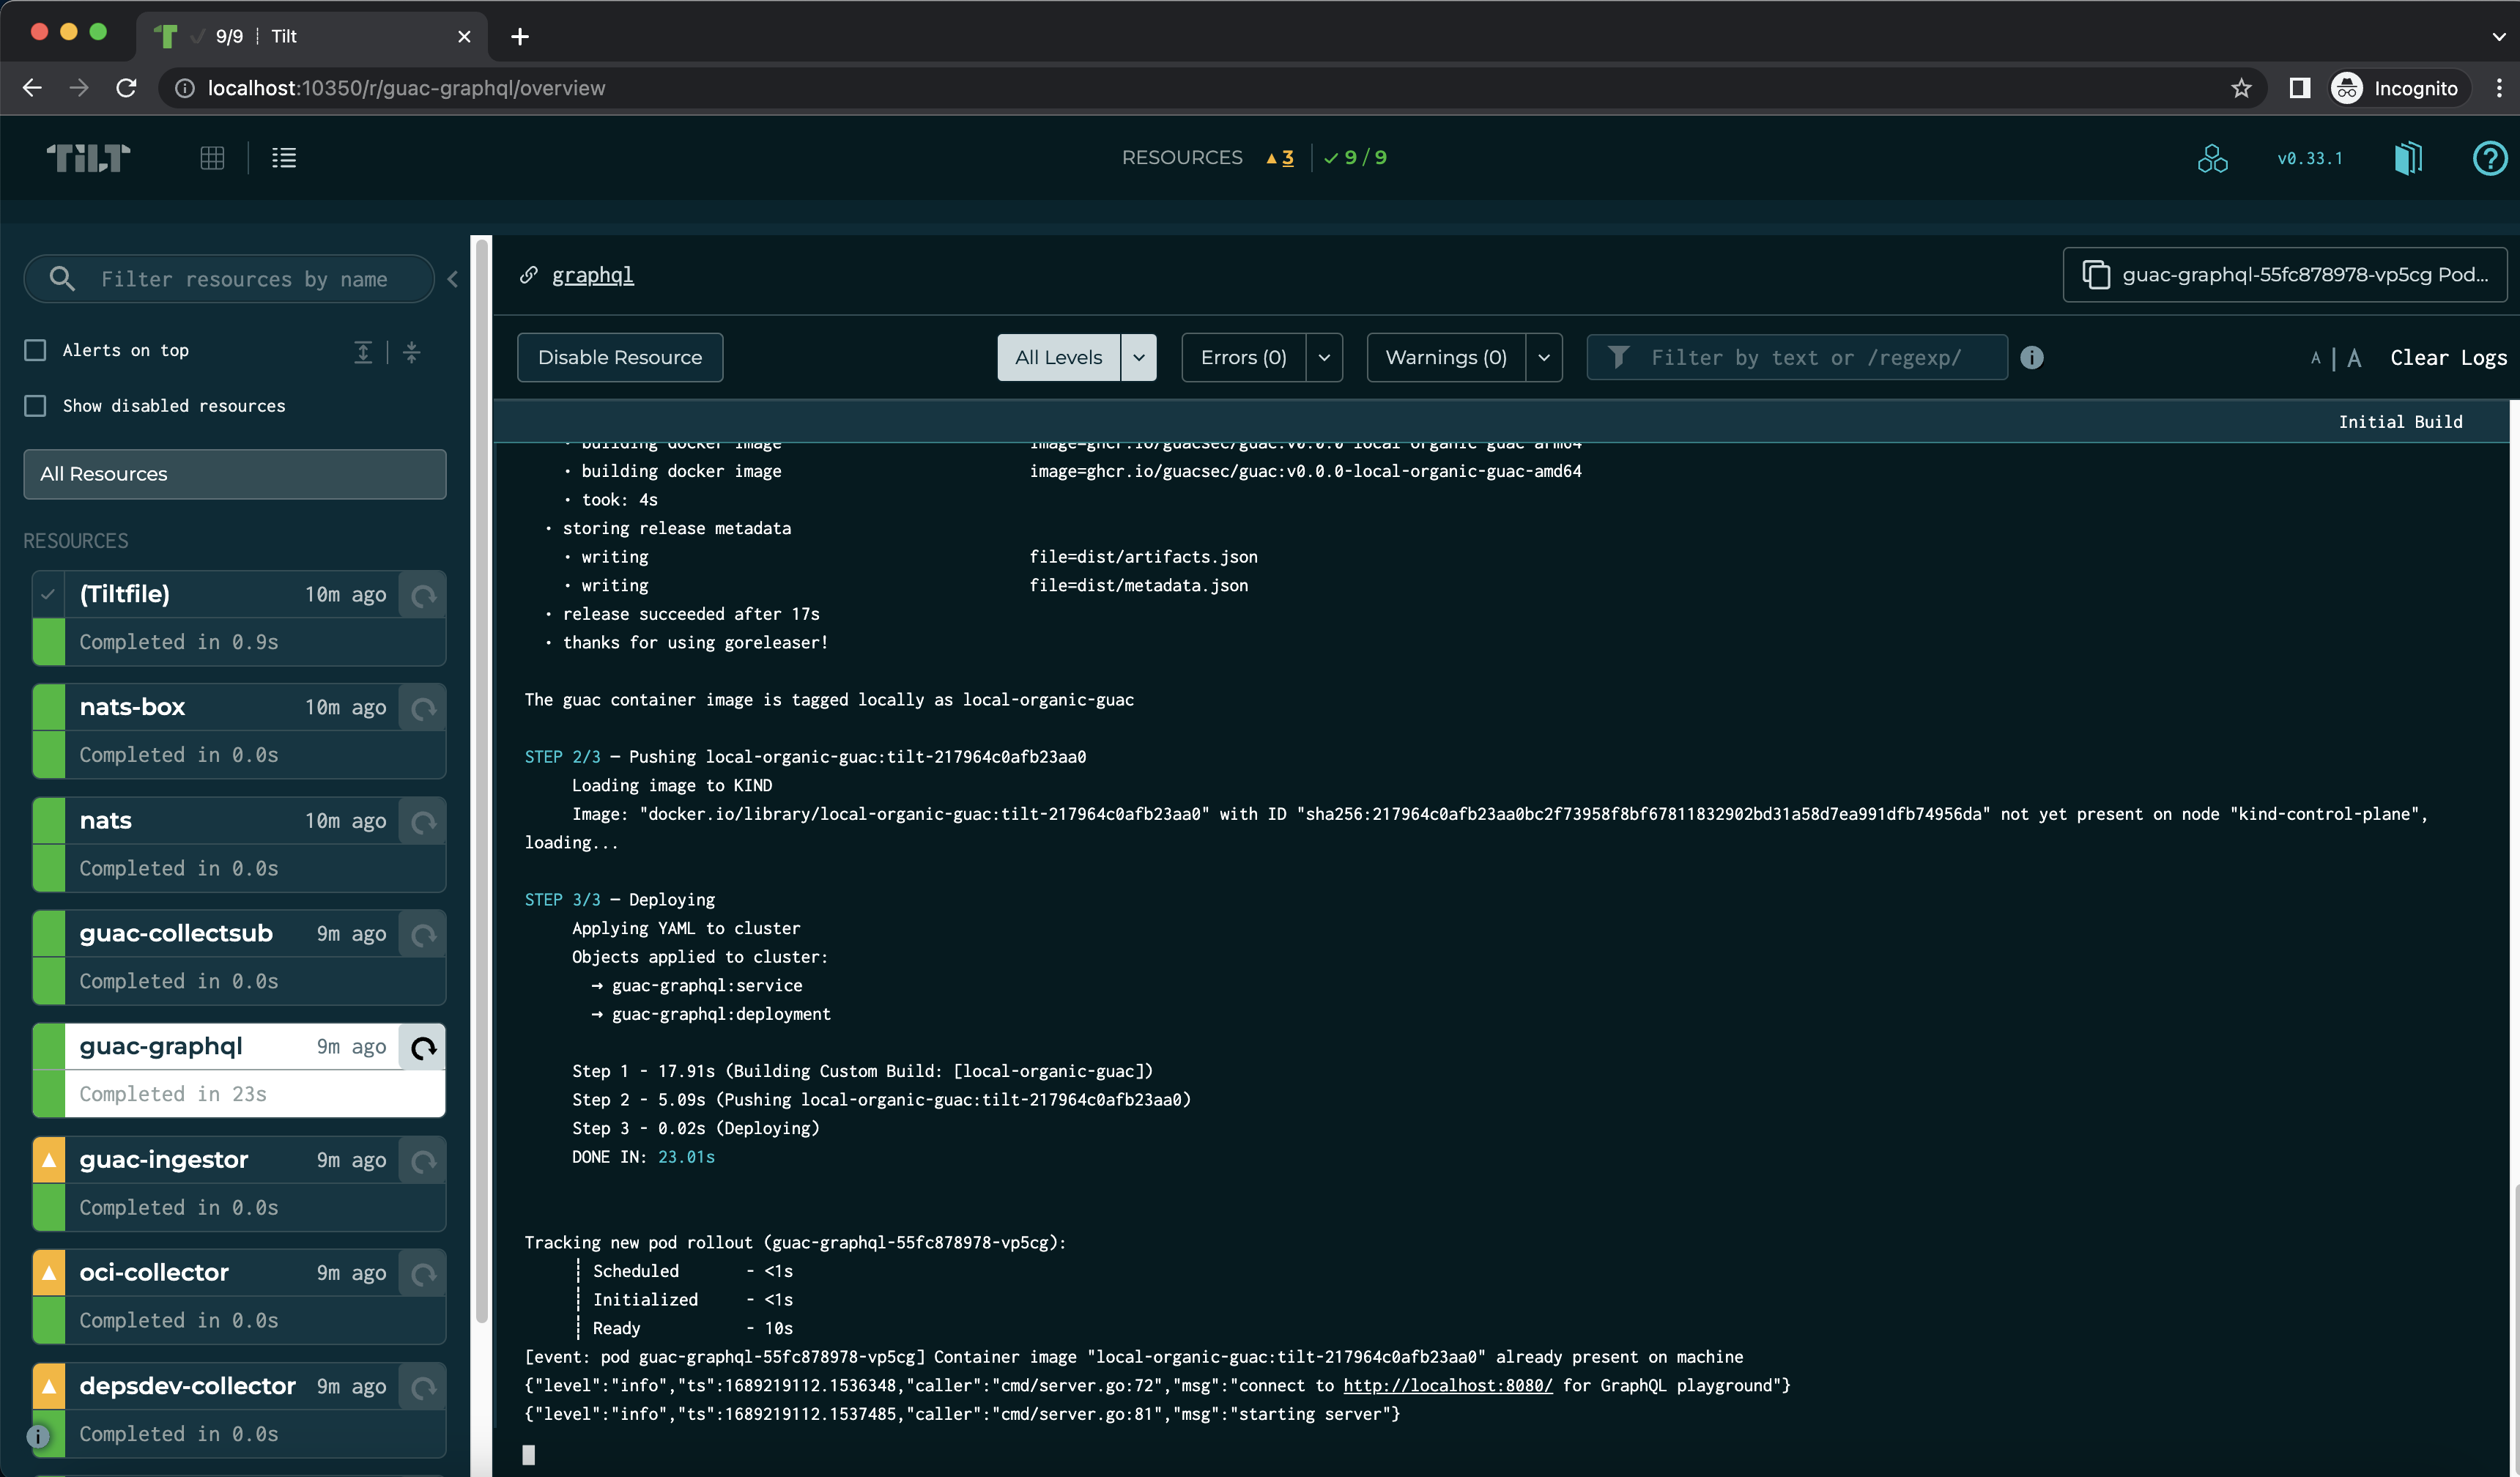 9/9 | Tilt
localhost:10350/r/guac-graphql/overview
Incognito
TILT
RESOURCES
3
9 / 9
v0.33.1
?
Filter resources by name
Alerts on top
Show disabled resources
All Resources
RESOURCES
(Tiltfile) 10m ago
Completed in 0.9s
nats-box 10m ago
Completed in 0.0s
nats 10m ago
Completed in 0.0s
guac-collectsub 9m ago
Completed in 0.0s
guac-graphql 9m ago
Completed in 23s
guac-ingestor 9m ago
Completed in 0.0s
oci-collector 9m ago
Completed in 0.0s
depsdev-collector 9m ago
Completed in 0.0s
graphql
guac-graphql-55fc878978-vp5cg Pod...
Disable Resource
All Levels
Errors (0)
Warnings (0)
Filter by text or /regexp/
A | A
Clear Logs
Initial Build
• building docker image image=ghcr.io/guacsec/guac:v0.0.0-local-organic-guac-arm64
• building docker image image=ghcr.io/guacsec/guac:v0.0.0-local-organic-guac-amd64
• took: 4s
• storing release metadata
• writing file=dist/artifacts.json
• writing file=dist/metadata.json
• release succeeded after 17s
• thanks for using goreleaser!
The guac container image is tagged locally as local-organic-guac
STEP 2/3 — Pushing local-organic-guac:tilt-217964c0afb23aa0
Loading image to KIND
Image: "docker.io/library/local-organic-guac:tilt-217964c0afb23aa0" with ID "sha256:217964c0afb23aa0bc2f73958f8bf67811832902bd31a58d7ea991dfb74956da" not yet present on node "kind-control-plane",
loading...
STEP 3/3 — Deploying
Applying YAML to cluster
Objects applied to cluster:
→ guac-graphql:service
→ guac-graphql:deployment
Step 1 - 17.91s (Building Custom Build: [local-organic-guac])
Step 2 - 5.09s (Pushing local-organic-guac:tilt-217964c0afb23aa0)
Step 3 - 0.02s (Deploying)
DONE IN: 23.01s
Tracking new pod rollout (guac-graphql-55fc878978-vp5cg):
┊ Scheduled - <1s
┊ Initialized - <1s
┊ Ready - 10s
[event: pod guac-graphql-55fc878978-vp5cg] Container image "local-organic-guac:tilt-217964c0afb23aa0" already present on machine
{"level":"info","ts":1689219112.1536348,"caller":"cmd/server.go:72","msg":"connect to http://localhost:8080/ for GraphQL playground"}
{"level":"info","ts":1689219112.1537485,"caller":"cmd/server.go:81","msg":"starting server"}